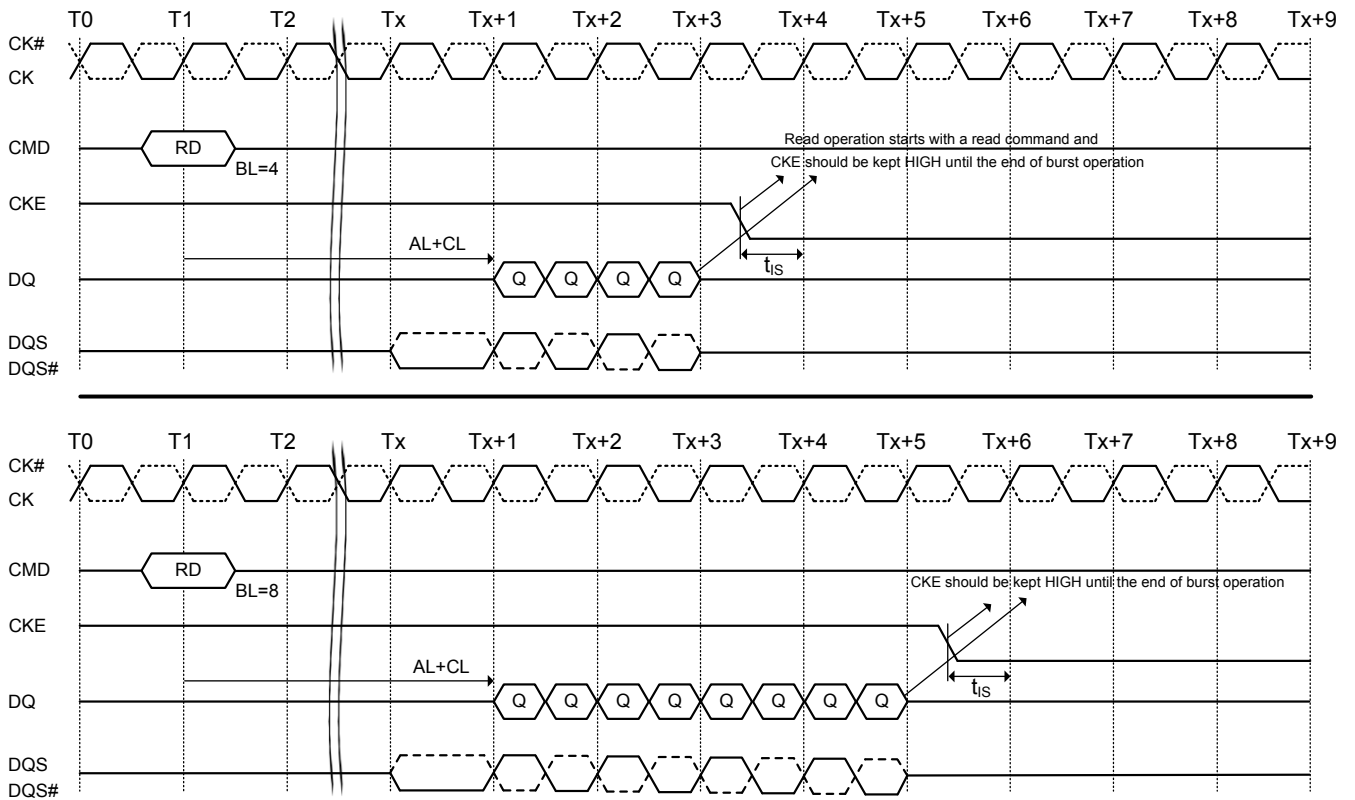 T0 T1 T2 Tx Tx+1 Tx+2 Tx+3 Tx+4 Tx+5 Tx+6 Tx+7 Tx+8 Tx+9
CK#
CK
CMD RD
BL=4
Read operation starts with a read command and
CKE should be kept HIGH until the end of burst operation
CKE
AL+CL
tIS
DQ Q Q Q Q
DQS
DQS#
T0 T1 T2 Tx Tx+1 Tx+2 Tx+3 Tx+4 Tx+5 Tx+6 Tx+7 Tx+8 Tx+9
CK#
CK
CMD RD
BL=8
CKE should be kept HIGH until the end of burst operation
CKE
AL+CL
tIS
DQ Q Q Q Q Q Q Q Q
DQS
DQS#